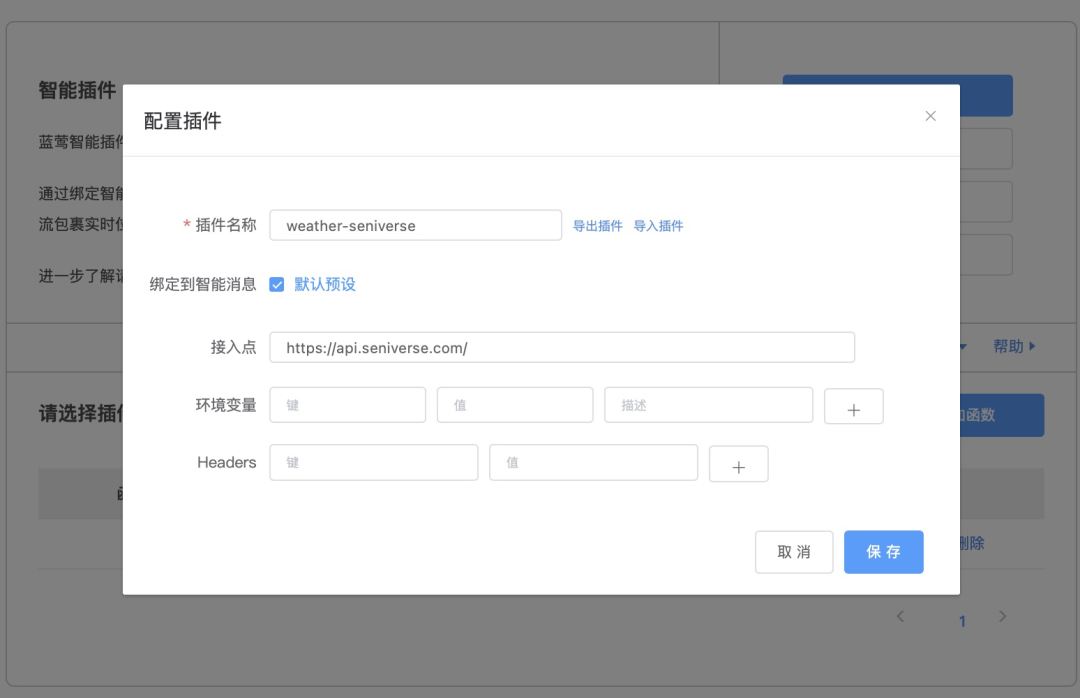 智能插件
配置插件
蓝莺智能插件
通过绑定智能
流包裹实时位
* 插件名称 weather-seniverse 导出插件 导入插件
进一步了解
绑定到智能消息 默认预设
接入点 https://api.seniverse.com/
帮助
环境变量 键 值 描述 +
请选择插件
加函数
Headers 键 值 +
删除
取消 保存
1